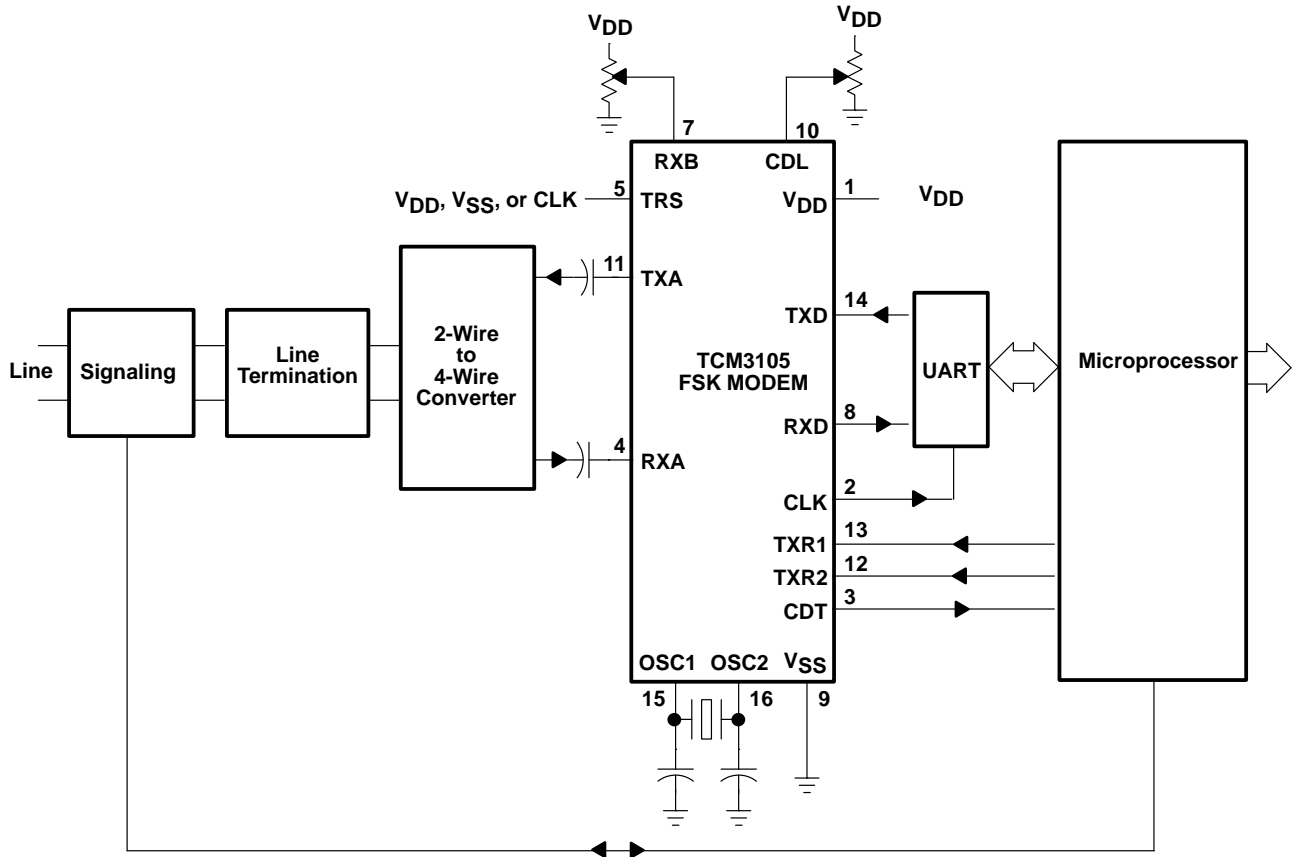 VDD
VDD
7
10
RXB
CDL
VDD, VSS, or CLK
5
TRS
VDD
1
VDD
11
TXA
TXD
14
2-Wire
to
4-Wire
Converter
Line
Signaling
Line
Termination
TCM3105
FSK MODEM
UART
Microprocessor
RXD
8
4
RXA
CLK
2
TXR1
13
TXR2
12
CDT
3
OSC1
OSC2
VSS
15
16
9